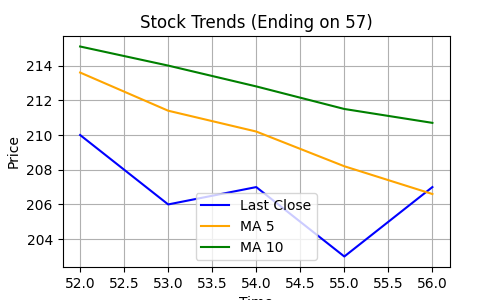 Stock Trends (Ending on 57)
Price
214
212
210
208
206
204
Last Close
MA 5
MA 10
52.0 52.5 53.0 53.5 54.0 54.5 55.0 55.5 56.0
Time